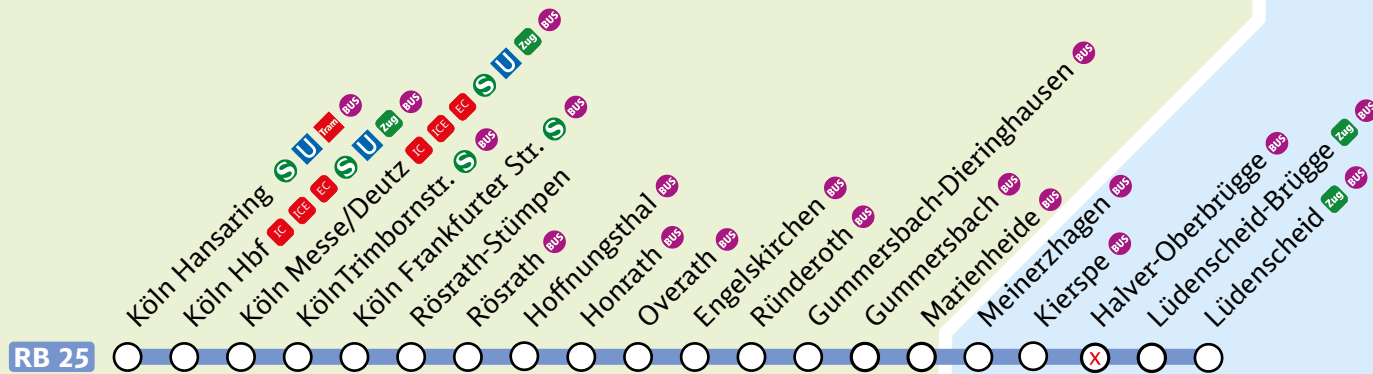 Köln Hansaring S U Tram BUS
Köln Hbf IC ICE EC S U Zug BUS
Köln Messe/Deutz IC ICE EC S U Zug BUS
KölnTrimbornstr. S BUS
Köln Frankfurter Str. S BUS
Rösrath-Stümpen
Rösrath BUS
Hoffnungsthal BUS
Honrath BUS
Overath BUS
Engelskirchen BUS
Ründeroth BUS
Gummersbach-Dieringhausen BUS
Gummersbach BUS
Marienheide BUS
Meinerzhagen BUS
Kierspe BUS
Halver-Oberbrügge BUS
Lüdenscheid-Brügge Zug BUS
Lüdenscheid Zug BUS
RB 25
X